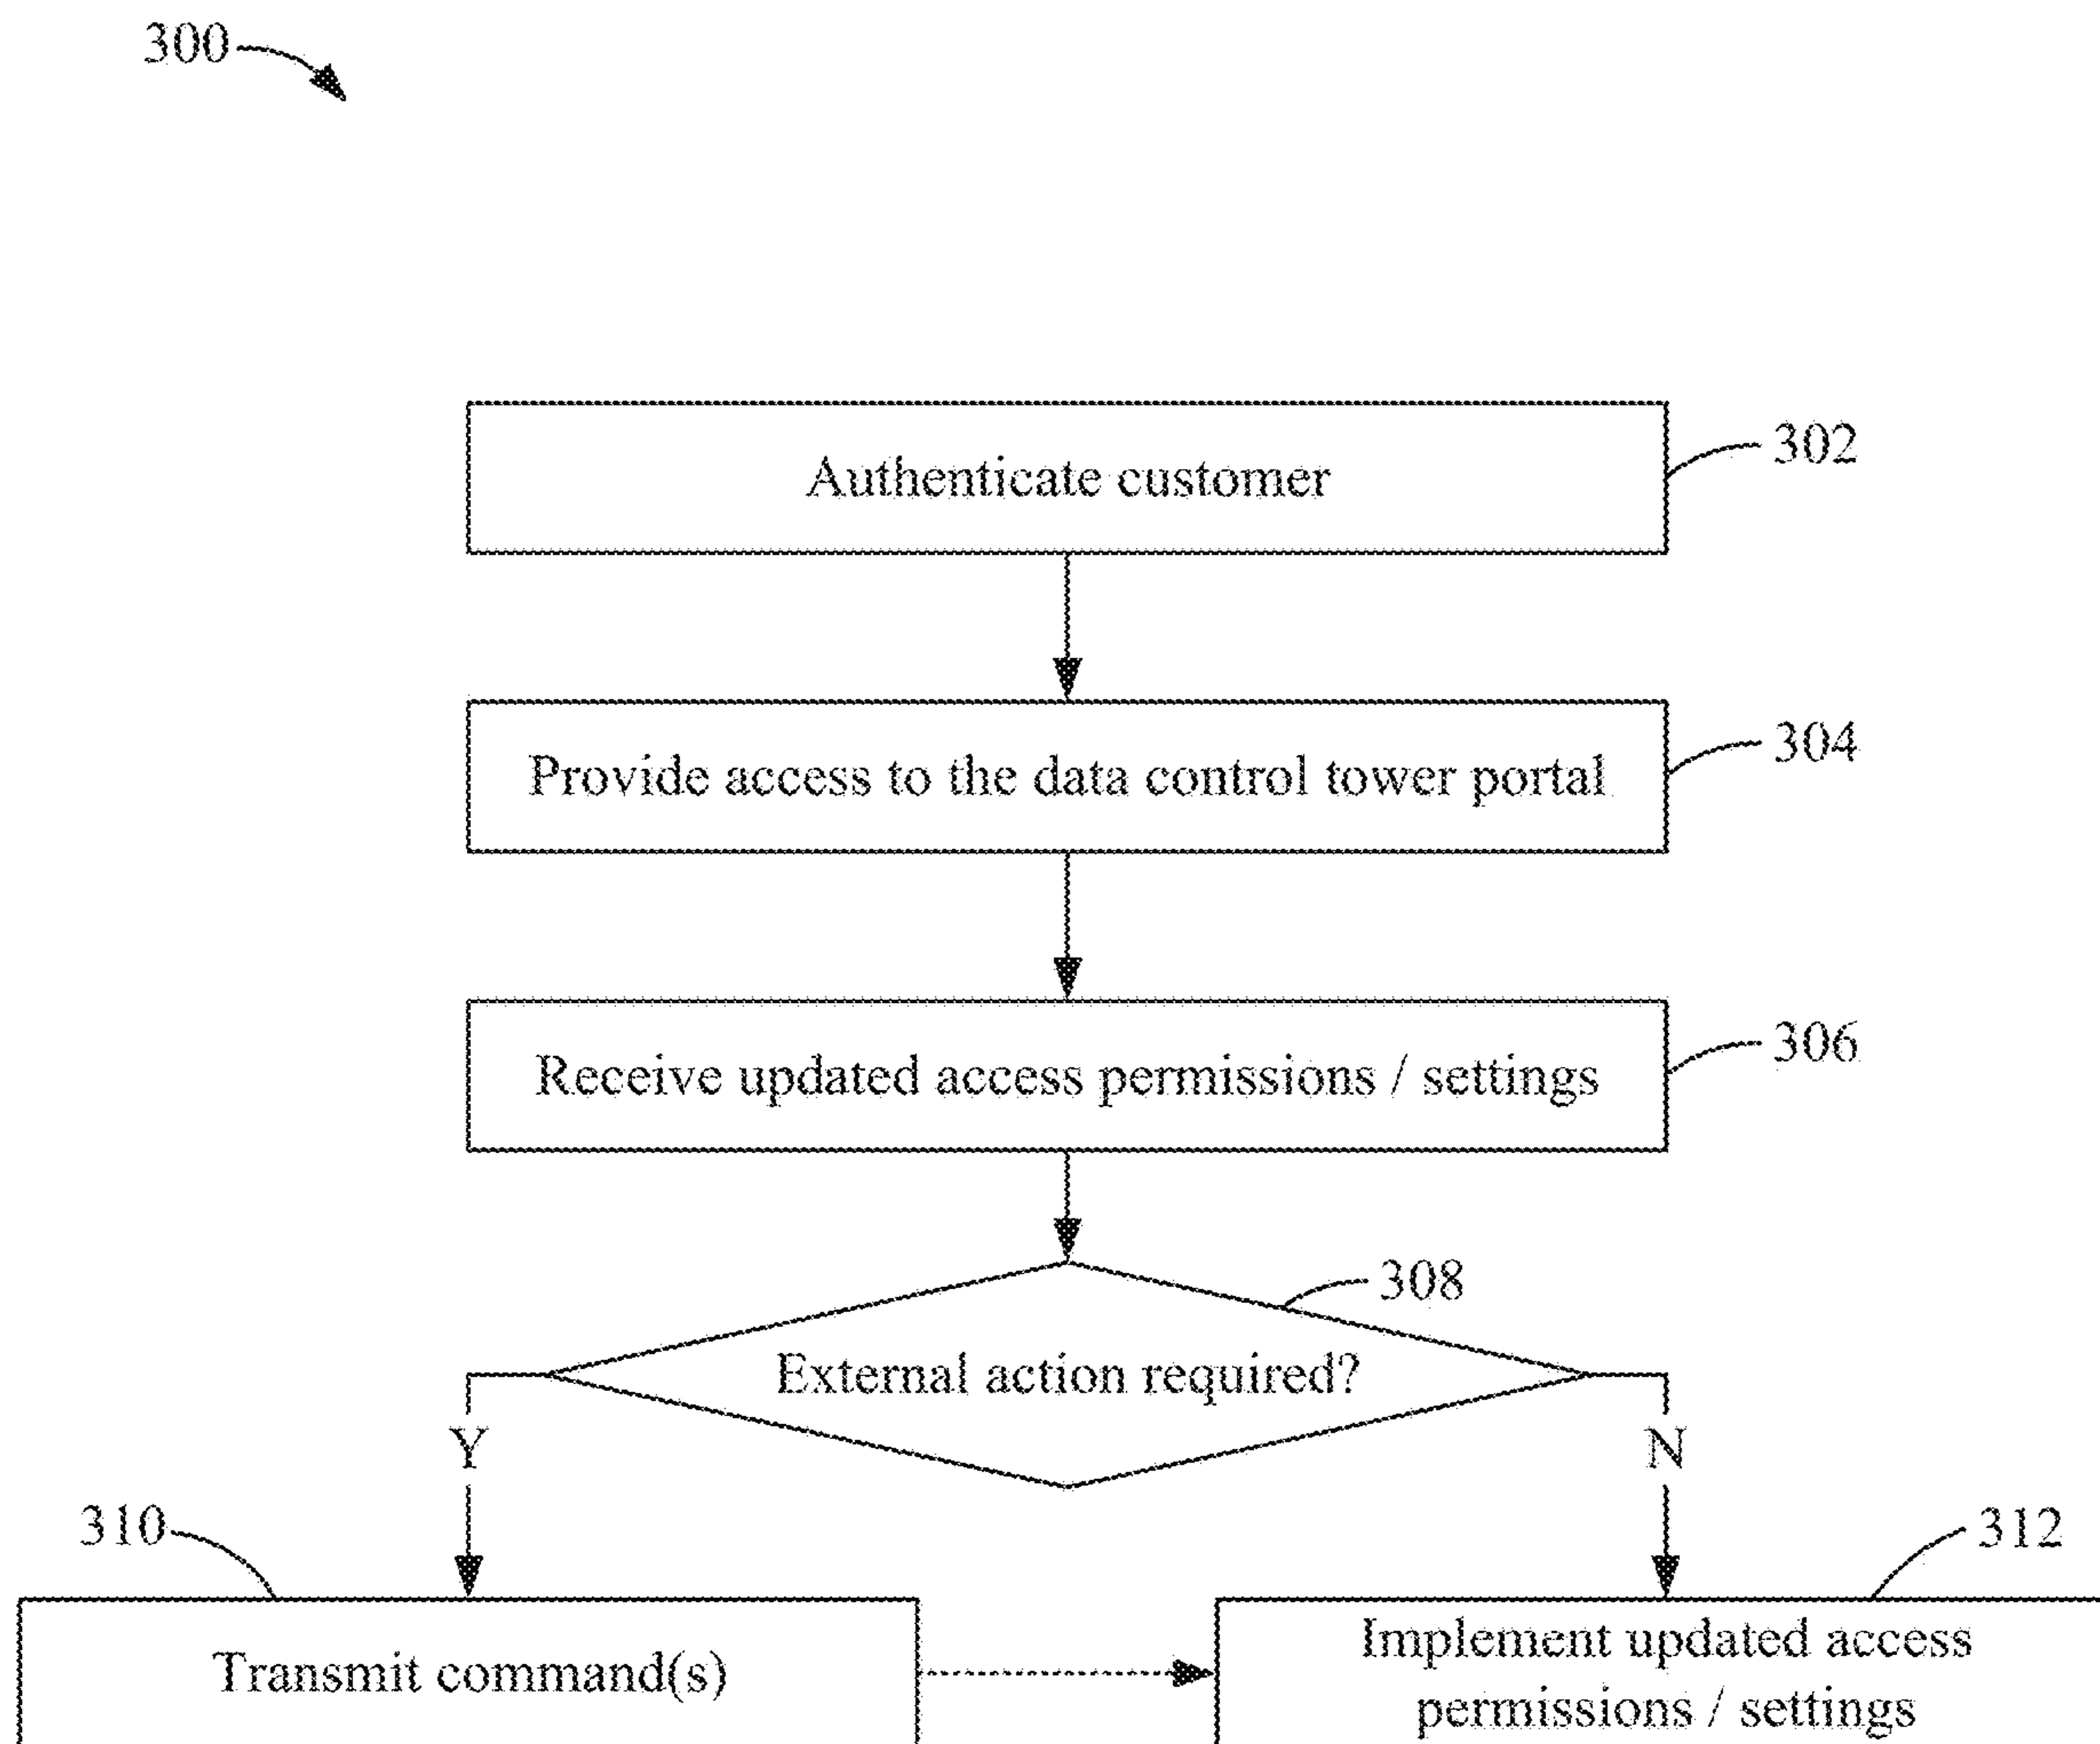 300
Authenticate customer
302
Provide access to the data control tower portal
304
Receive updated access permissions / settings
306
308
External action required?
Y
N
310
312
Transmit command(s)
Implement updated access
permissions / settings